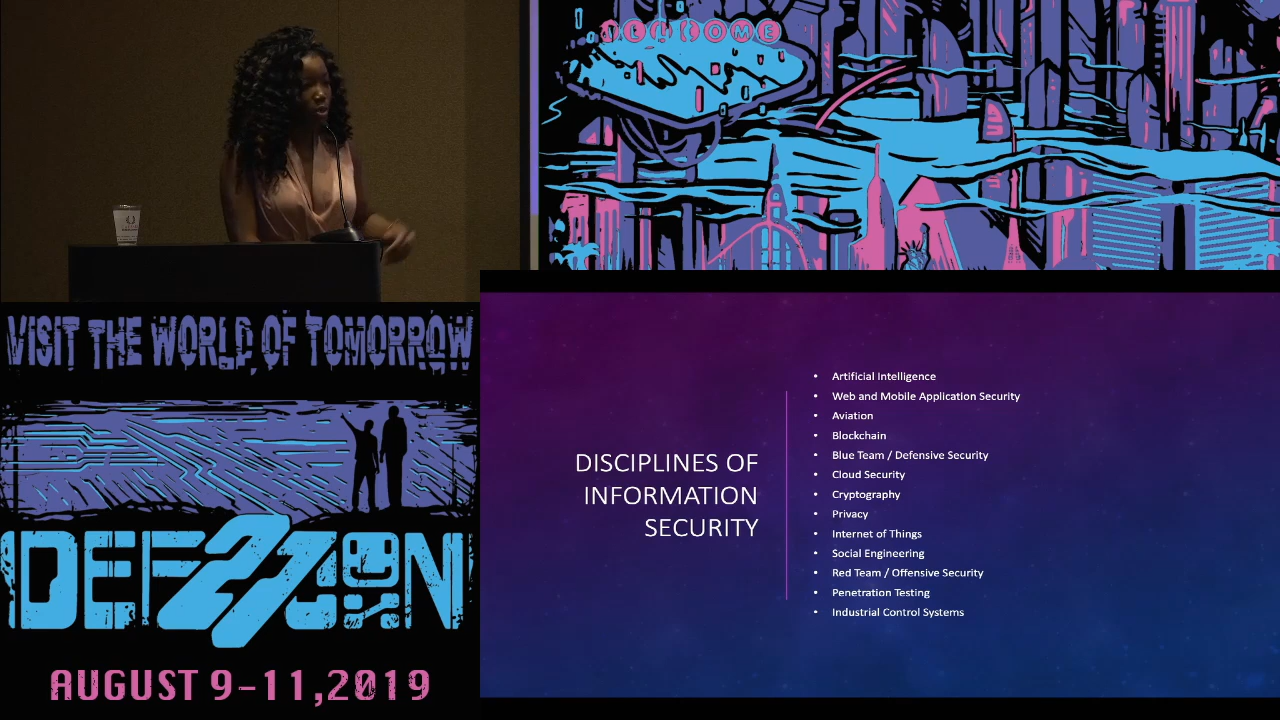 WELCOME
VISIT THE WORLD OF TOMORROW
DEF CON
27
AUGUST 9-11,2019
DISCIPLINES OF
INFORMATION
SECURITY
• Artificial Intelligence
• Web and Mobile Application Security
• Aviation
• Blockchain
• Blue Team / Defensive Security
• Cloud Security
• Cryptography
• Privacy
• Internet of Things
• Social Engineering
• Red Team / Offensive Security
• Penetration Testing
• Industrial Control Systems